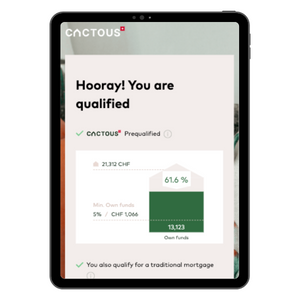 CACTOUS+
Hooray! You are
qualified
CACTOUS+ Prequalified
21,312 CHF
61.6 %
Min. Own funds
5% / CHF 1,066
13,123
Own funds
You also qualify for a traditional mortgage